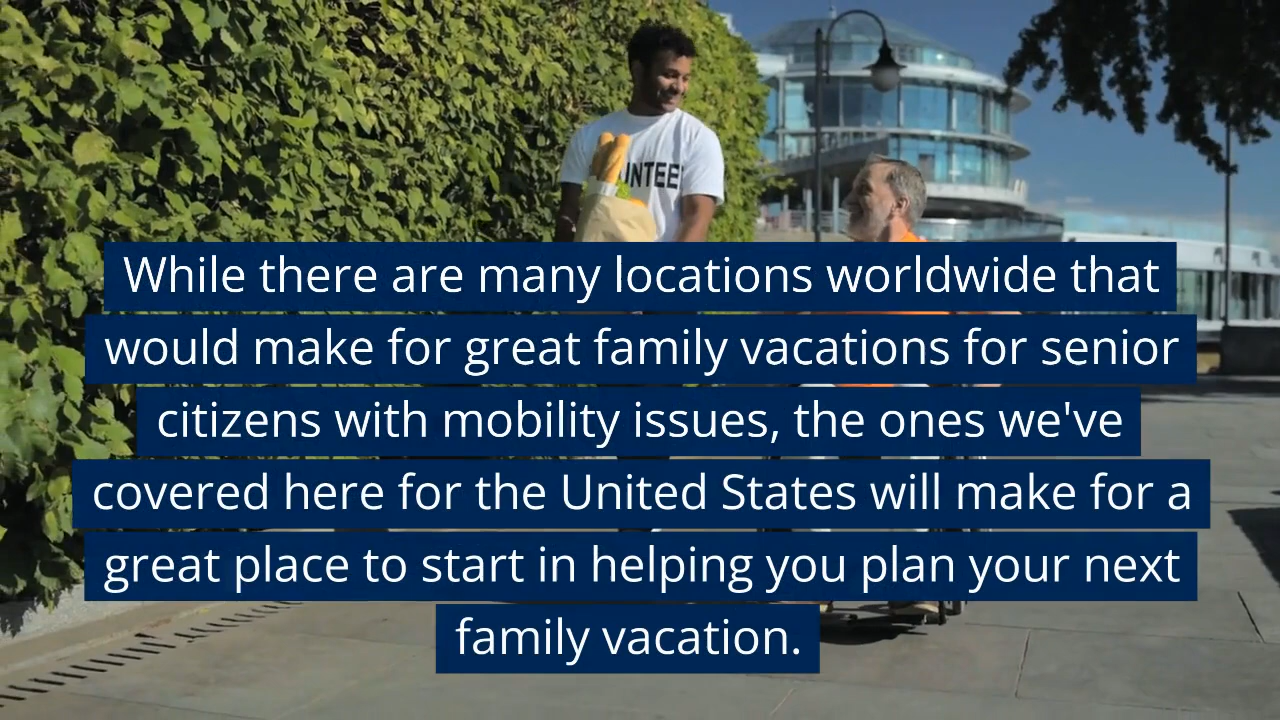 UNTEE
While there are many locations worldwide that
would make for great family vacations for senior
citizens with mobility issues, the ones we've
covered here for the United States will make for a
great place to start in helping you plan your next
family vacation.